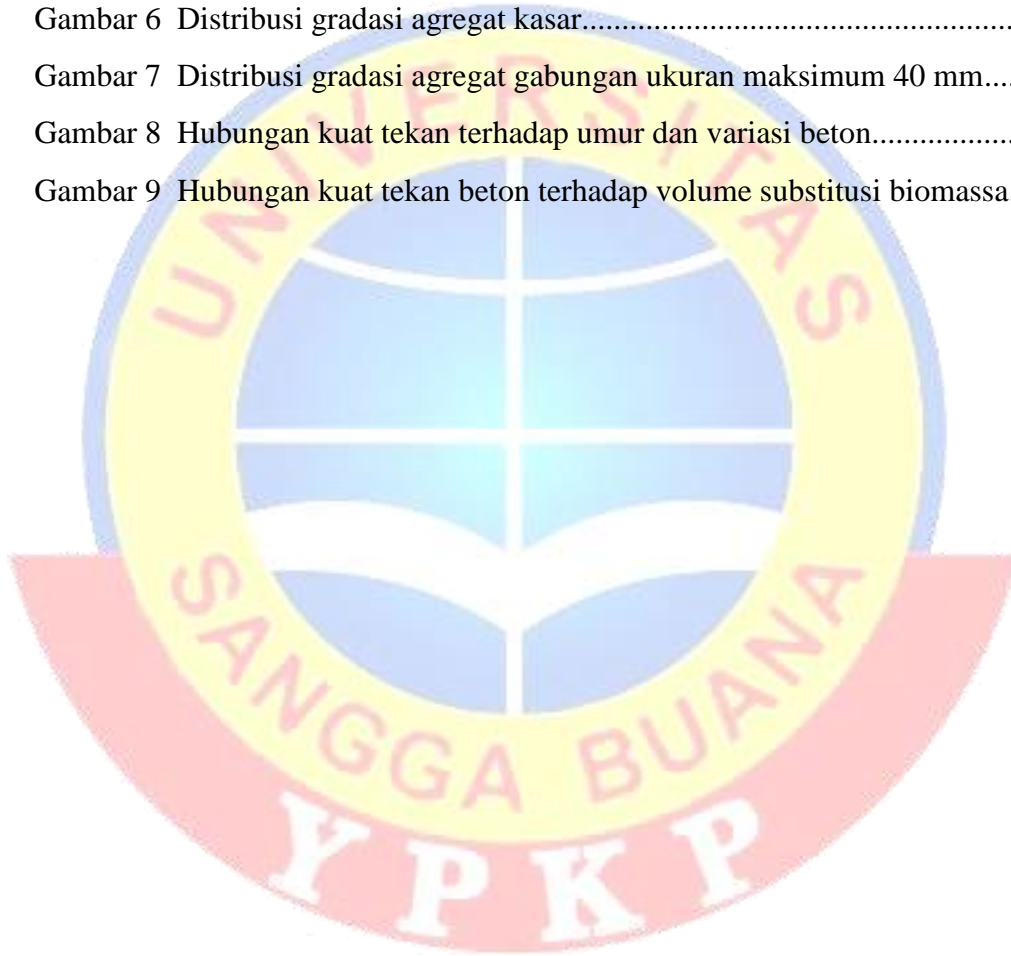 Gambar 6 Distribusi gradasi agregat kasar.......................................................
Gambar 7 Distribusi gradasi agregat gabungan ukuran maksimum 40 mm....
Gambar 8 Hubungan kuat tekan terhadap umur dan variasi beton..................
Gambar 9 Hubungan kuat tekan beton terhadap volume substitusi biomassa.
UNIVERSITAS
SANGGA BUANA
YPKP